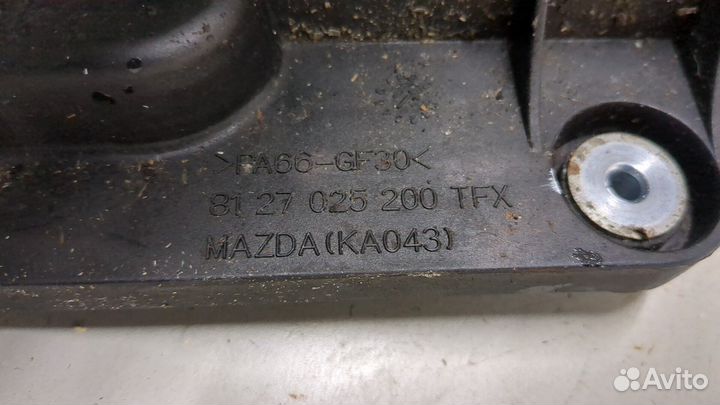 >PA66-GF30<
81 27 025 200 TFX
MAZDA(KA043)
Avito